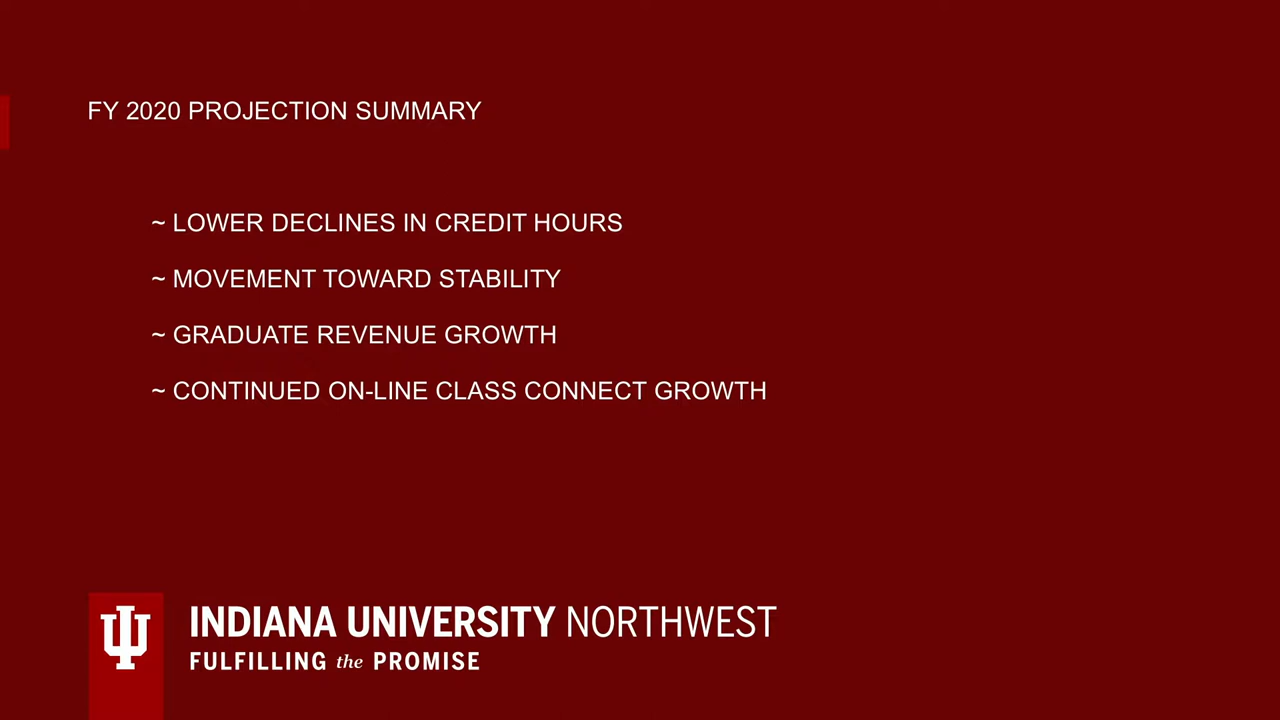 FY 2020 PROJECTION SUMMARY
~ LOWER DECLINES IN CREDIT HOURS
~ MOVEMENT TOWARD STABILITY
~ GRADUATE REVENUE GROWTH
~ CONTINUED ON-LINE CLASS CONNECT GROWTH
INDIANA UNIVERSITY NORTHWEST
FULFILLING the PROMISE